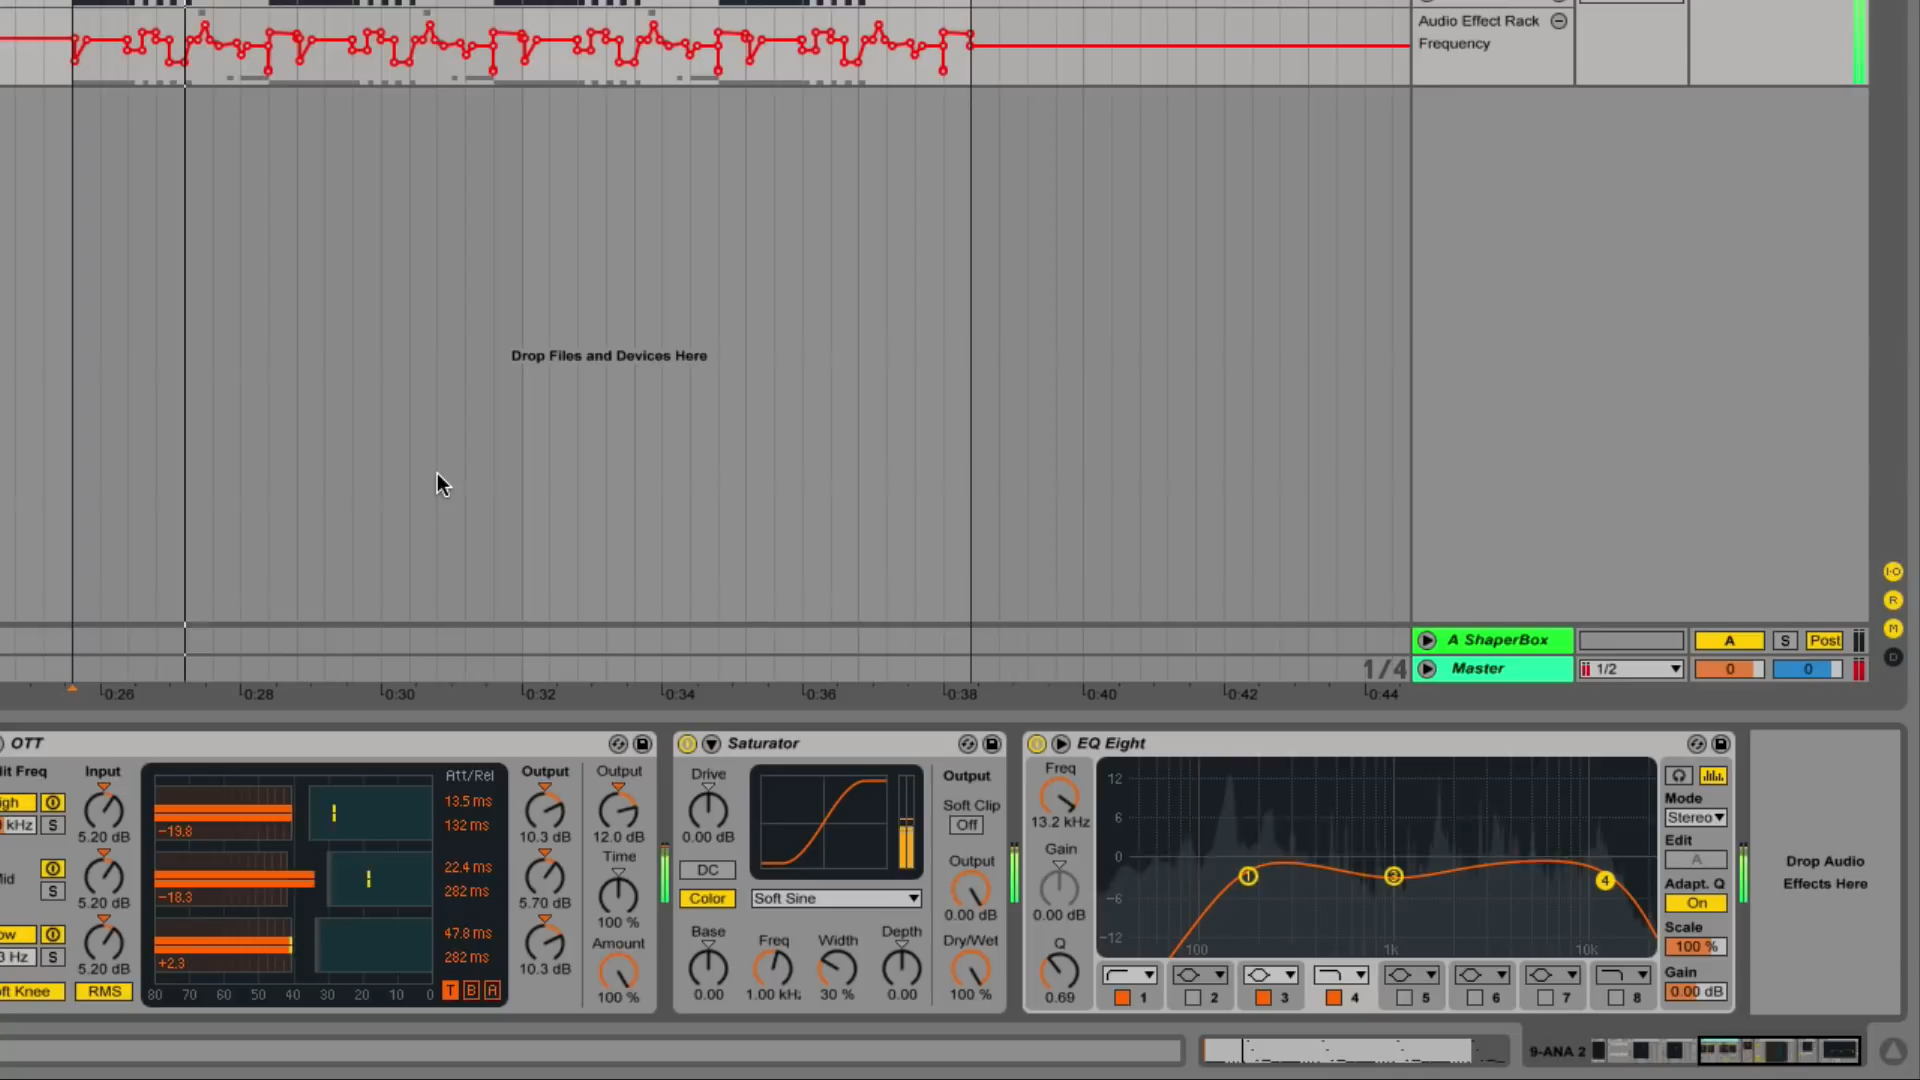 Audio Effect Rack
Frequency
Drop Files and Devices Here
A ShaperBox
A
S
Post
1/4
Master
1/2
0
0
I-O
R
M
D
0:26
0:28
0:30
0:32
0:34
0:36
0:38
0:40
0:42
0:44
OTT
lit Freq
Input
Att/Rel
Output
Output
igh
kHz
S
5.20 dB
-19.8
13.5 ms
132 ms
10.3 dB
12.0 dB
Time
lid
S
5.20 dB
-18.3
22.4 ms
282 ms
5.70 dB
100 %
Amount
ow
3 Hz
S
5.20 dB
+2.3
47.8 ms
282 ms
10.3 dB
100 %
oft Knee
RMS
80 70 60 50 40 30 20 10 0
T B A
Saturator
Drive
0.00 dB
DC
Color
Soft Sine
Output
Soft Clip
Off
Output
0.00 dB
Base
Freq
Width
Depth
Dry/Wet
0.00
1.00 kHz
30 %
0.00
100 %
EQ Eight
Freq
13.2 kHz
Gain
0.00 dB
Q
0.69
12
6
0
-6
-12
100
1k
10k
1
3
4
1 2 3 4 5 6 7 8
Mode
Stereo
Edit
A
Adapt. Q
On
Scale
100 %
Gain
0.00 dB
Drop Audio
Effects Here
9-ANA 2